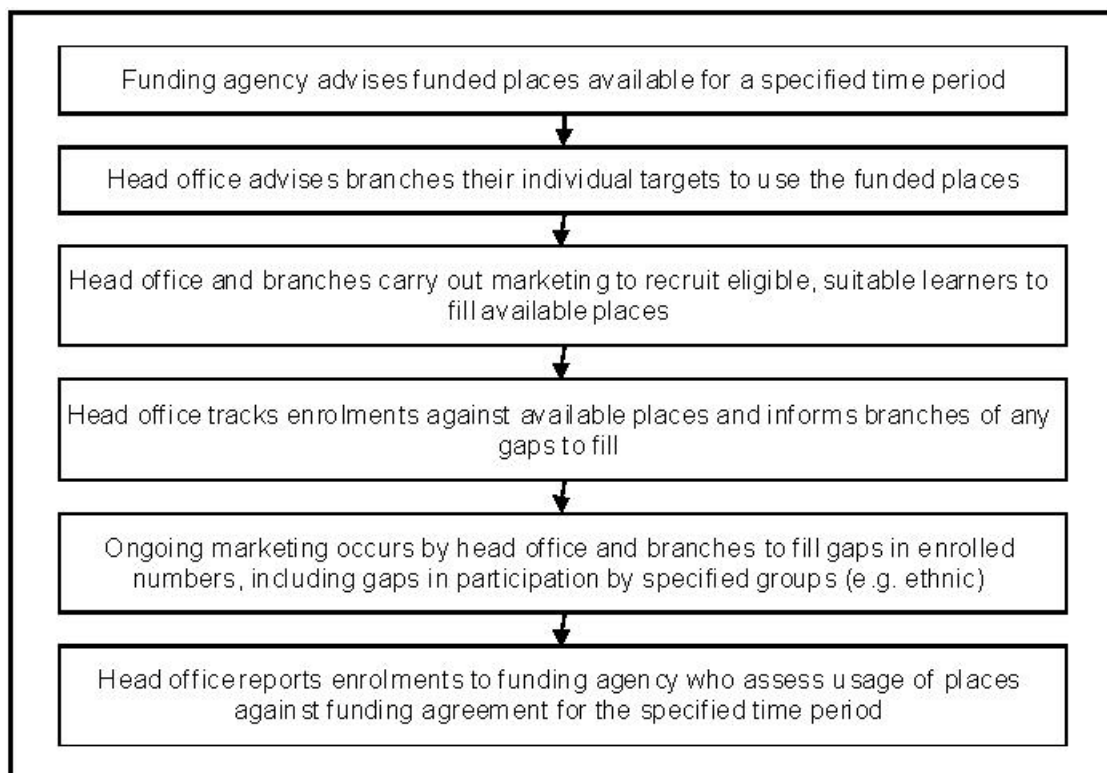 Funding agency advises funded places available for a specified time period
Head office advises branches their individual targets to use the funded places
Head office and branches carry out marketing to recruit eligible, suitable learners to
fill available places
Head office tracks enrolments against available places and informs branches of any
gaps to fill
Ongoing marketing occurs by head office and branches to fill gaps in enrolled
numbers, including gaps in participation by specified groups (e.g. ethnic)
Head office reports enrolments to funding agency who assess usage of places
against funding agreement for the specified time period